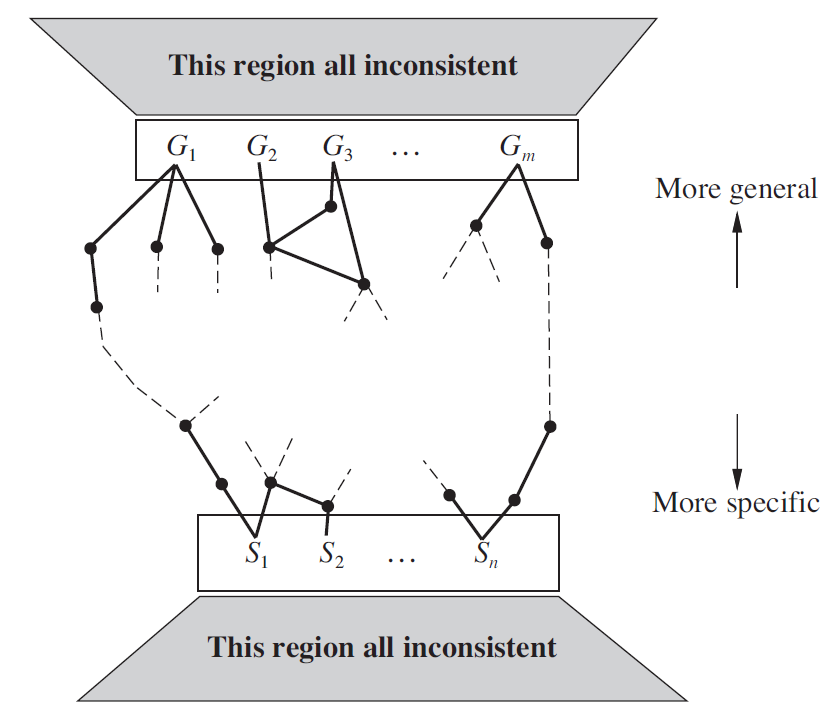 This region all inconsistent
G1 G2 G3 ... Gm
More general
More specific
S1 S2 ... Sn
This region all inconsistent